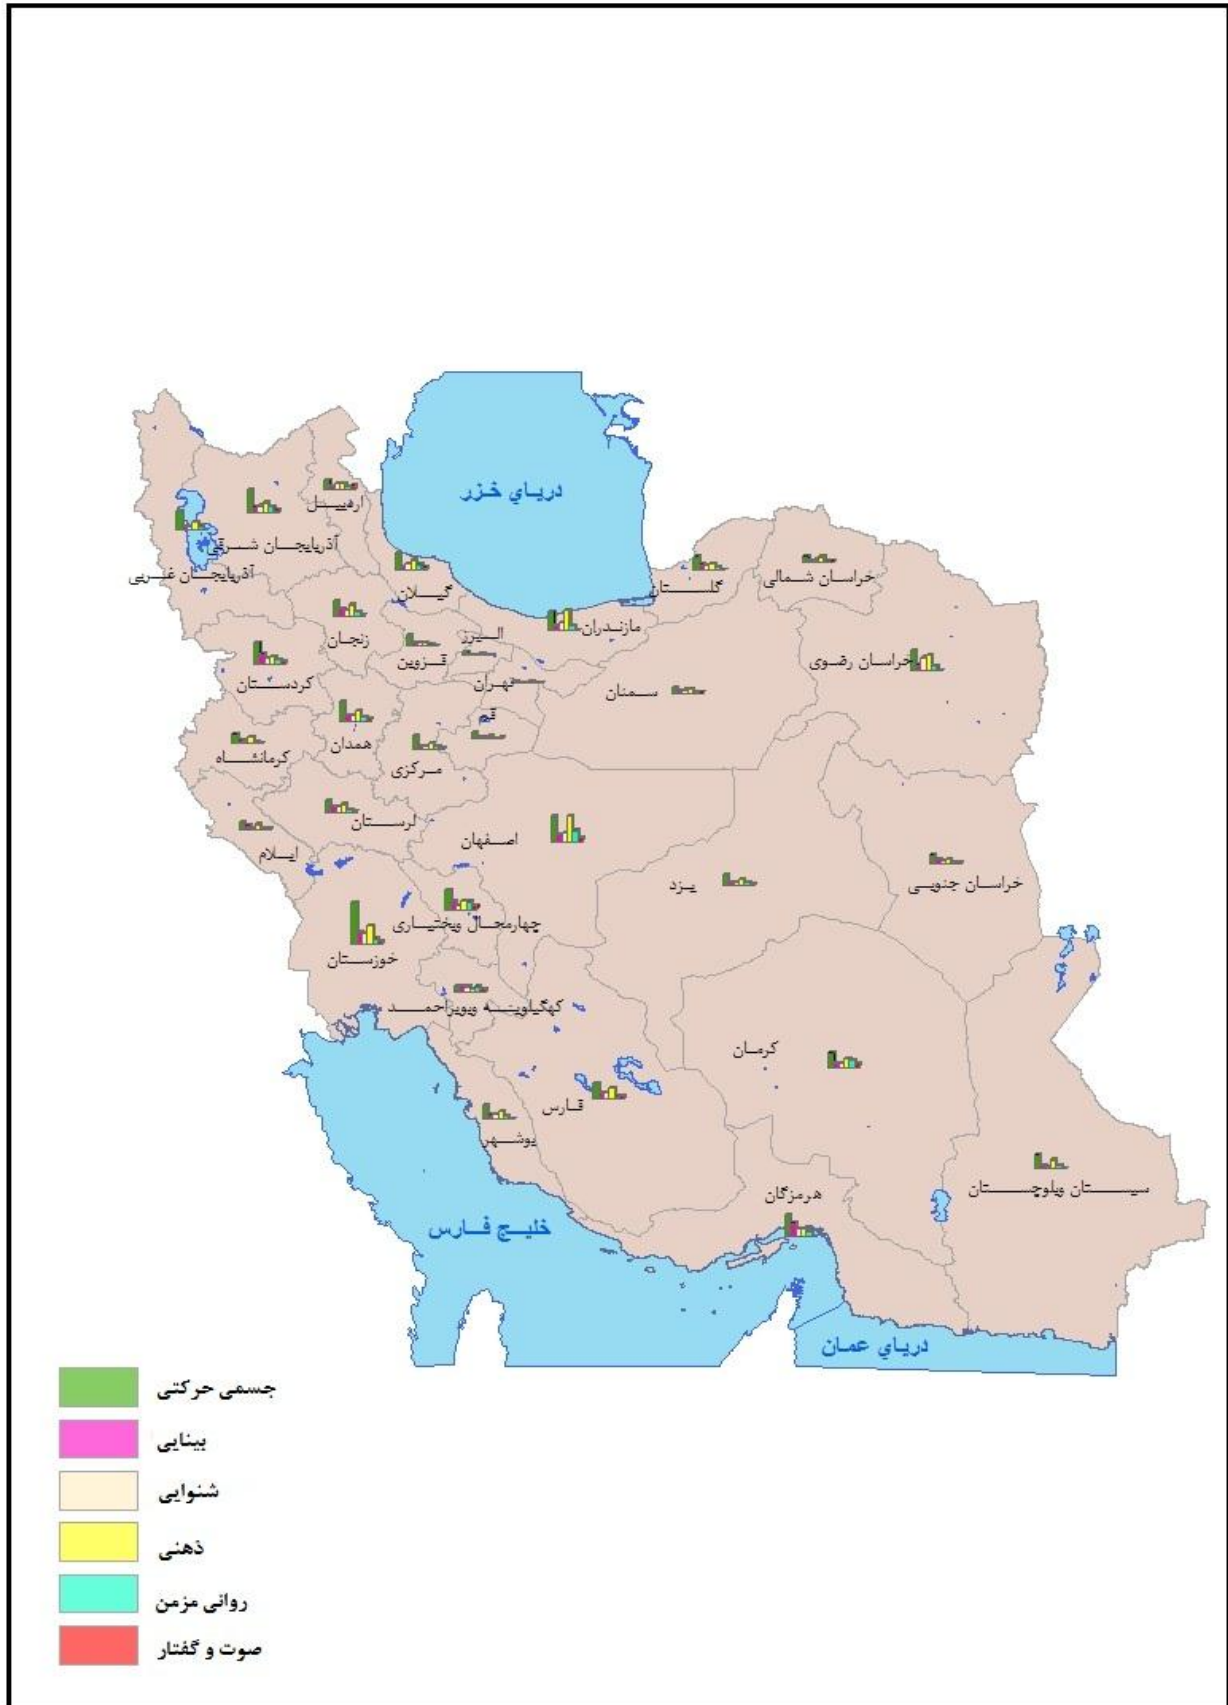 درياي خزر
اردبيل
آذربايجان شرقي
آذربايجان غربي
گيلان
گلستان
خراسان شمالي
زنجان
قزوين
البرز
مازندران
خراسان رضوي
كردستان
تهران
سمنان
قم
همدان
كرمانشاه
مركزي
لرستان
اصفهان
ايلام
يزد
خراسان جنوبي
چهارمحال وبختياري
خوزستان
كهگيلويه وبويراحمد
كرمان
فارس
بوشهر
سيستان وبلوچستان
هرمزگان
خليج فارس
درياي عمان
جسمی حرکتی
بینایی
شنوایی
ذهنی
روانی مزمن
صوت و گفتار